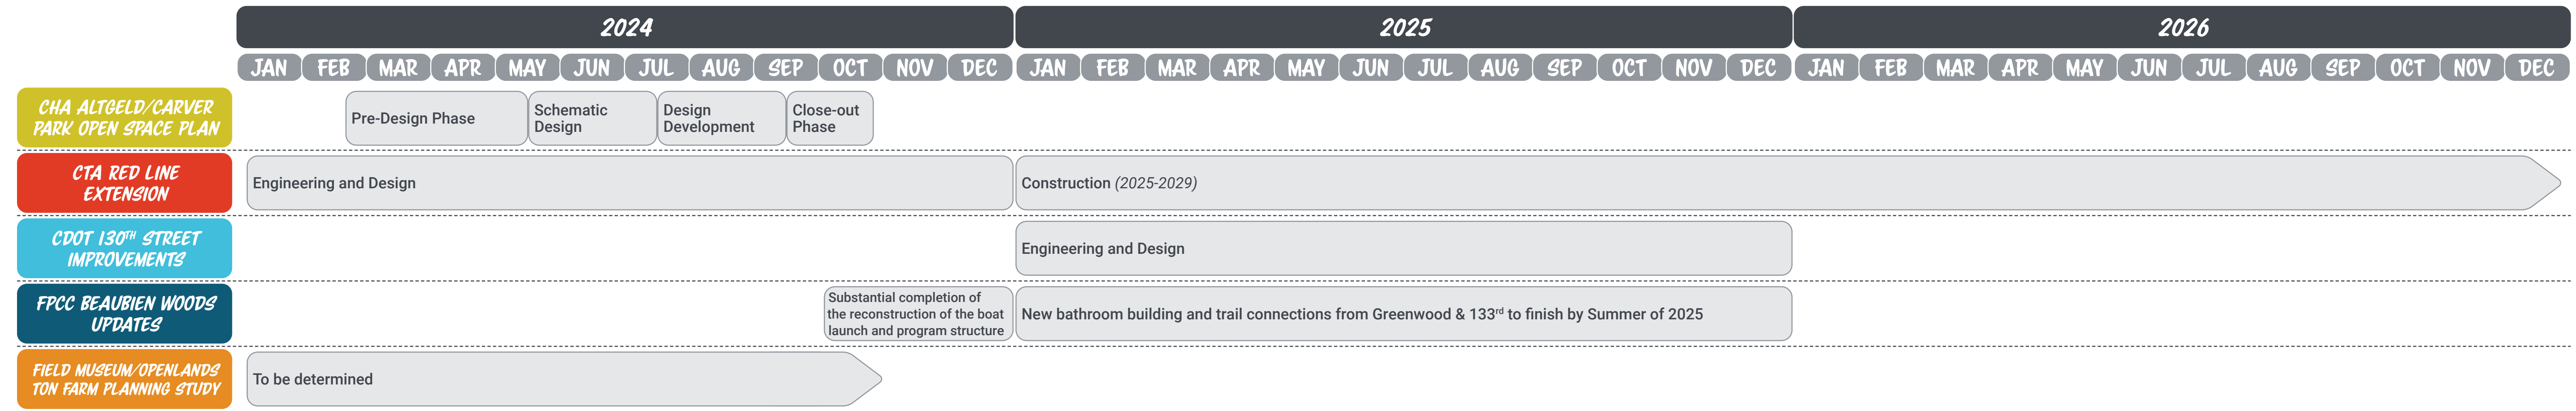 2024 2025 2026
JAN FEB MAR APR MAY JUN JUL AUG SEP OCT NOV DEC JAN FEB MAR APR MAY JUN JUL AUG SEP OCT NOV DEC JAN FEB MAR APR MAY JUN JUL AUG SEP OCT NOV DEC
CHA ALTGELD/CARVER
PARK OPEN SPACE PLAN
Pre-Design Phase
Schematic
Design
Design
Development
Close-out
Phase
CTA RED LINE
EXTENSION
Engineering and Design
Construction (2025-2029)
CDOT 130TH STREET
IMPROVEMENTS
Engineering and Design
FPCC BEAUBIEN WOODS
UPDATES
Substantial completion of
the reconstruction of the boat
launch and program structure
New bathroom building and trail connections from Greenwood & 133rd to finish by Summer of 2025
FIELD MUSEUM/OPENLANDS
TON FARM PLANNING STUDY
To be determined